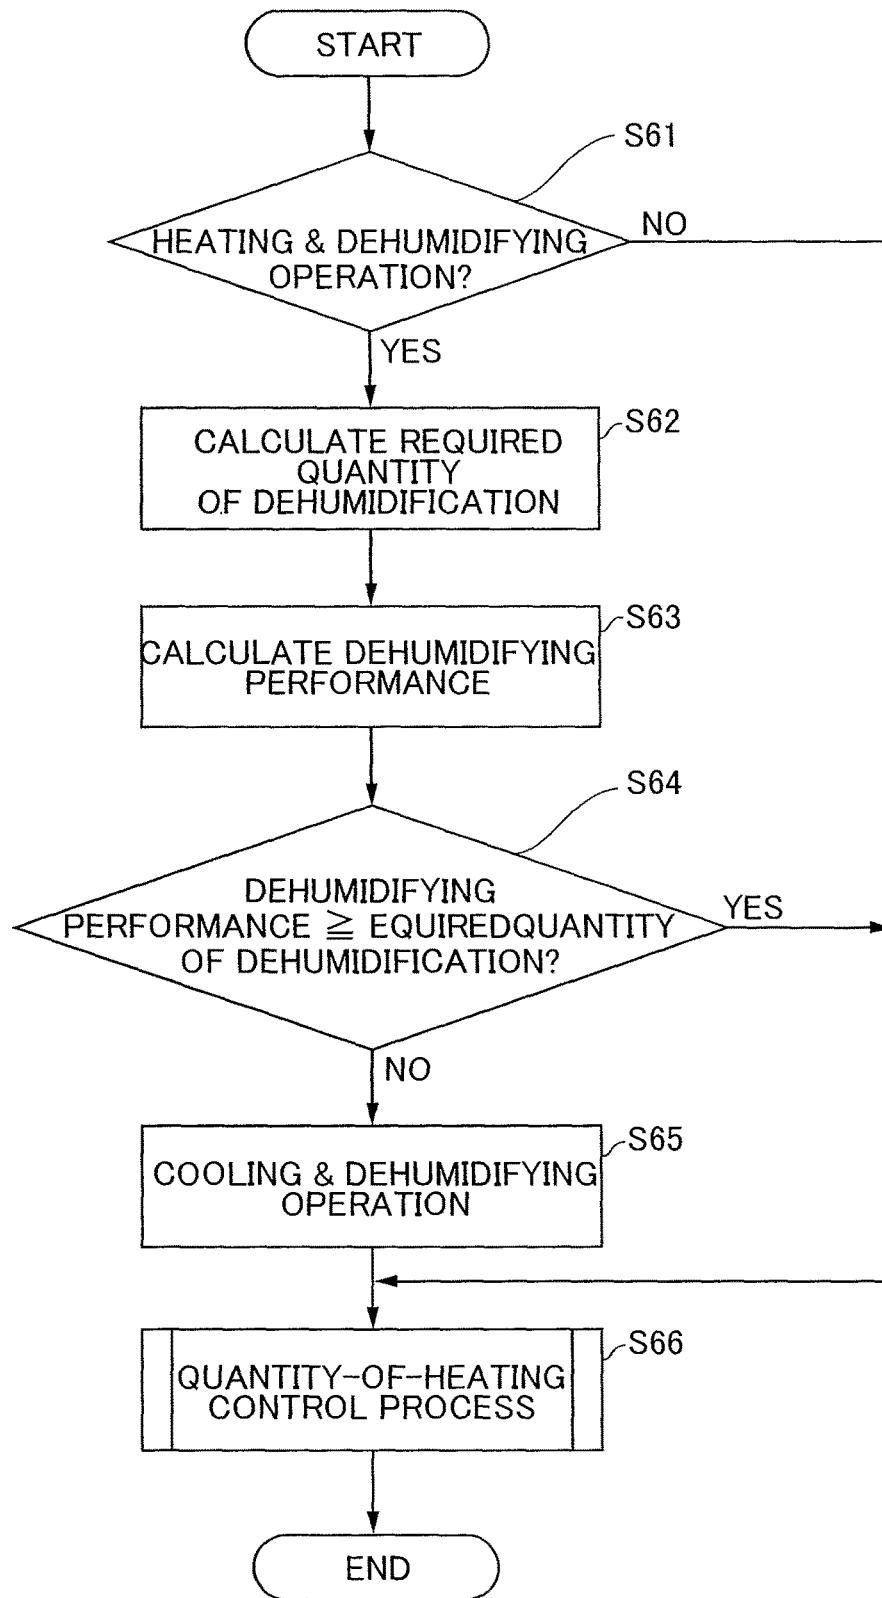 START
S61
HEATING & DEHUMIDIFYING
OPERATION?
NO
YES
S62
CALCULATE REQUIRED
QUANTITY
OF DEHUMIDIFICATION
S63
CALCULATE DEHUMIDIFYING
PERFORMANCE
S64
DEHUMIDIFYING
PERFORMANCE ≧ EQUIREDQUANTITY
OF DEHUMIDIFICATION?
YES
NO
S65
COOLING & DEHUMIDIFYING
OPERATION
S66
QUANTITY-OF-HEATING
CONTROL PROCESS
END